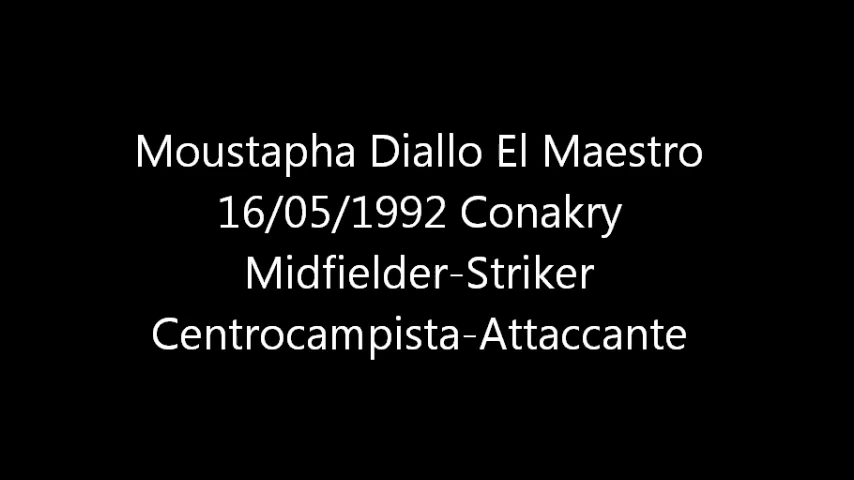 Moustapha Diallo El Maestro
16/05/1992 Conakry
Midfielder-Striker
Centrocampista-Attaccante